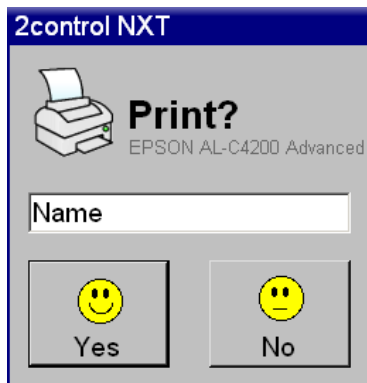 2control NXT
Print?
EPSON AL-C4200 Advanced
Name
Yes
No